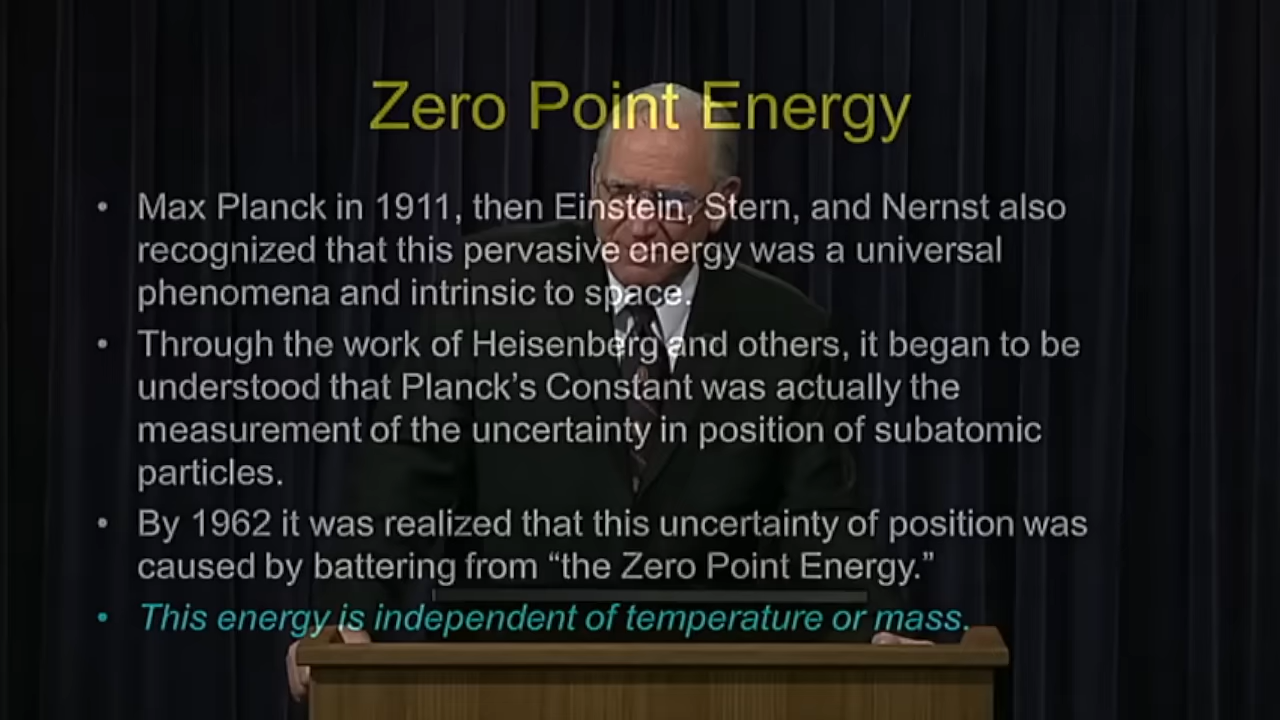 Zero Point Energy
• Max Planck in 1911, then Einstein, Stern, and Nernst also
recognized that this pervasive energy was a universal
phenomena and intrinsic to space.
• Through the work of Heisenberg and others, it began to be
understood that Planck's Constant was actually the
measurement of the uncertainty in position of subatomic
particles.
• By 1962 it was realized that this uncertainty of position was
caused by battering from “the Zero Point Energy.”
• This energy is independent of temperature or mass.